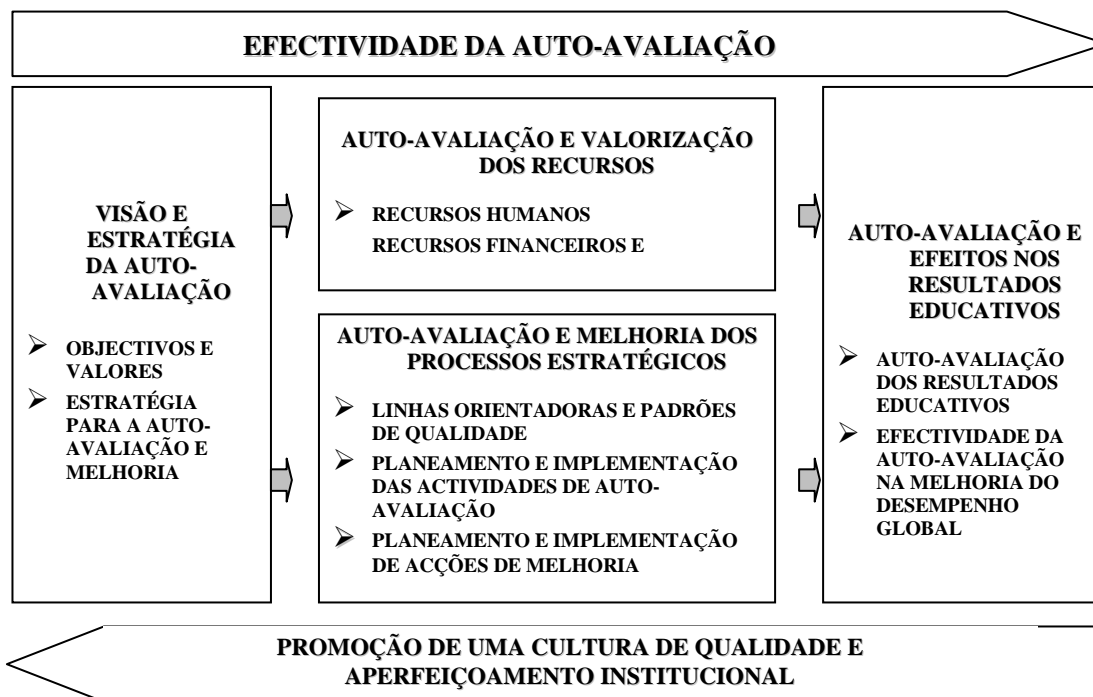 EFECTIVIDADE DA AUTO-AVALIAÇÃO
VISÃO E
ESTRATÉGIA
DA AUTO-
AVALIAÇÃO
OBJECTIVOS E
VALORES
ESTRATÉGIA
PARA A AUTO-
AVALIAÇÃO E
MELHORIA
AUTO-AVALIAÇÃO E VALORIZAÇÃO
DOS RECURSOS
RECURSOS HUMANOS
RECURSOS FINANCEIROS E
AUTO-AVALIAÇÃO E MELHORIA DOS
PROCESSOS ESTRATÉGICOS
LINHAS ORIENTADORAS E PADRÕES
DE QUALIDADE
PLANEAMENTO E IMPLEMENTAÇÃO
DAS ACTIVIDADES DE AUTO-
AVALIAÇÃO
PLANEAMENTO E IMPLEMENTAÇÃO
DE ACÇÕES DE MELHORIA
AUTO-AVALIAÇÃO E
EFEITOS NOS
RESULTADOS
EDUCATIVOS
AUTO-AVALIAÇÃO
DOS RESULTADOS
EDUCATIVOS
EFECTIVIDADE DA
AUTO-AVALIAÇÃO
NA MELHORIA DO
DESEMPENHO
GLOBAL
PROMOÇÃO DE UMA CULTURA DE QUALIDADE E
APERFEIÇOAMENTO INSTITUCIONAL